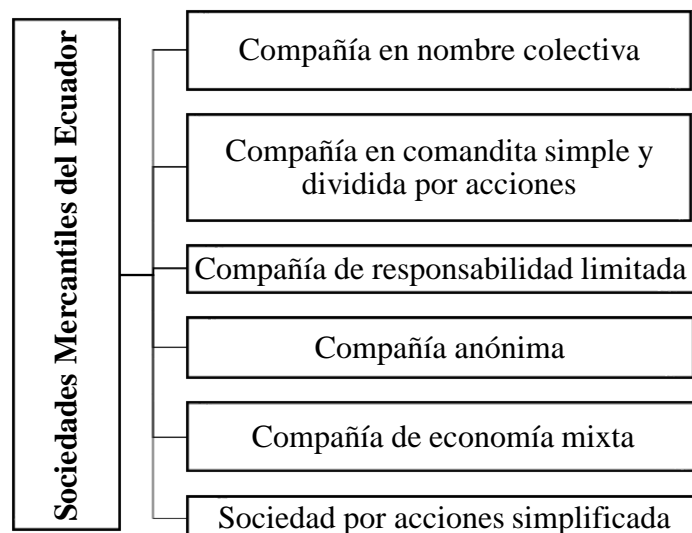 Sociedades Mercantiles del Ecuador
Compañía en nombre colectiva
Compañía en comandita simple y
dividida por acciones
Compañía de responsabilidad limitada
Compañía anónima
Compañía de economía mixta
Sociedad por acciones simplificada